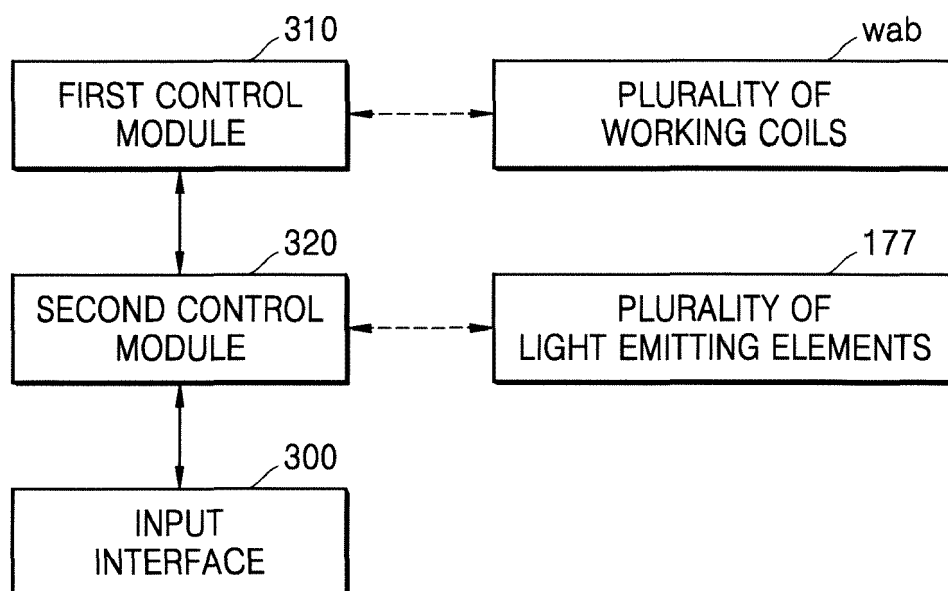 310
FIRST CONTROL
MODULE
wab
PLURALITY OF
WORKING COILS
320
SECOND CONTROL
MODULE
177
PLURALITY OF
LIGHT EMITTING ELEMENTS
300
INPUT
INTERFACE